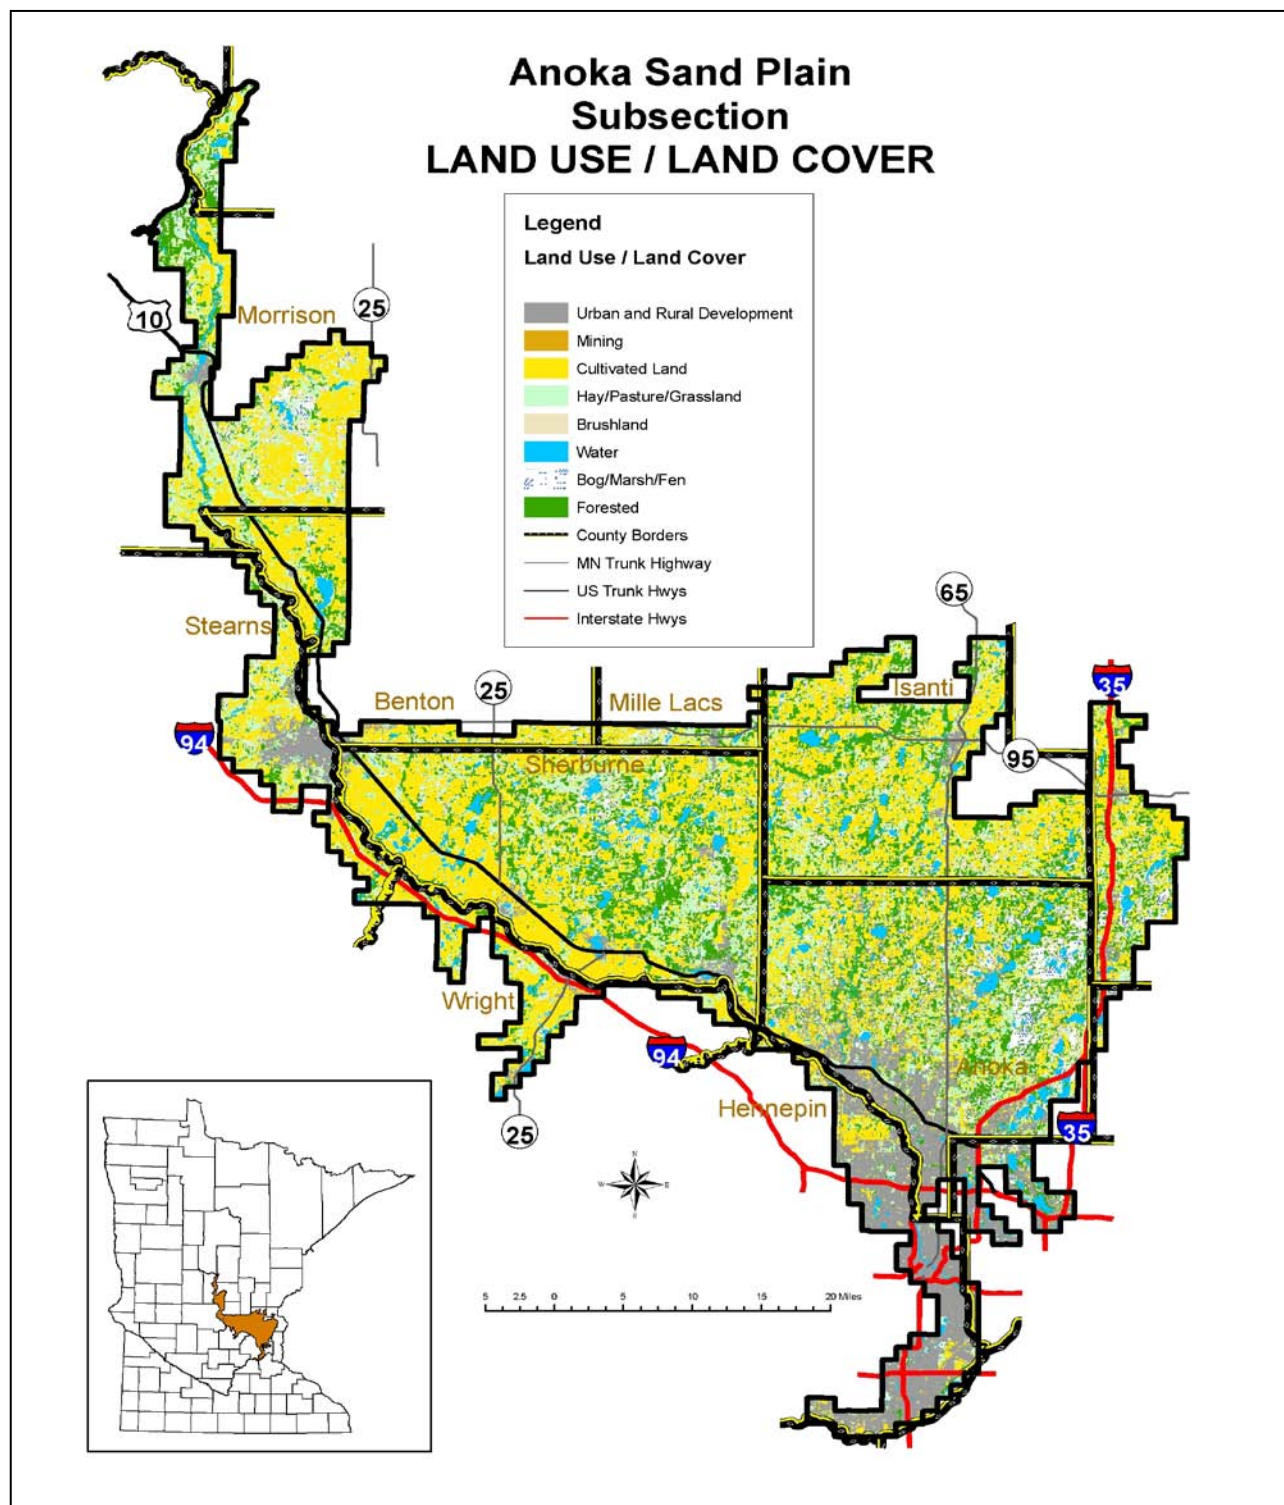 Anoka Sand Plain
Subsection
LAND USE / LAND COVER
Legend
Land Use / Land Cover
Urban and Rural Development
Mining
Cultivated Land
Hay/Pasture/Grassland
Brushland
Water
Bog/Marsh/Fen
Forested
County Borders
MN Trunk Highway
US Trunk Hwys
Interstate Hwys
10
Morrison
25
65
Stearns
Benton
25
Mille Lacs
Isanti
35
94
Sherburne
95
Wright
94
Anoka
Hennepin
25
35
N
W
E
S
5 2.5 0 5 10 15 20 Miles